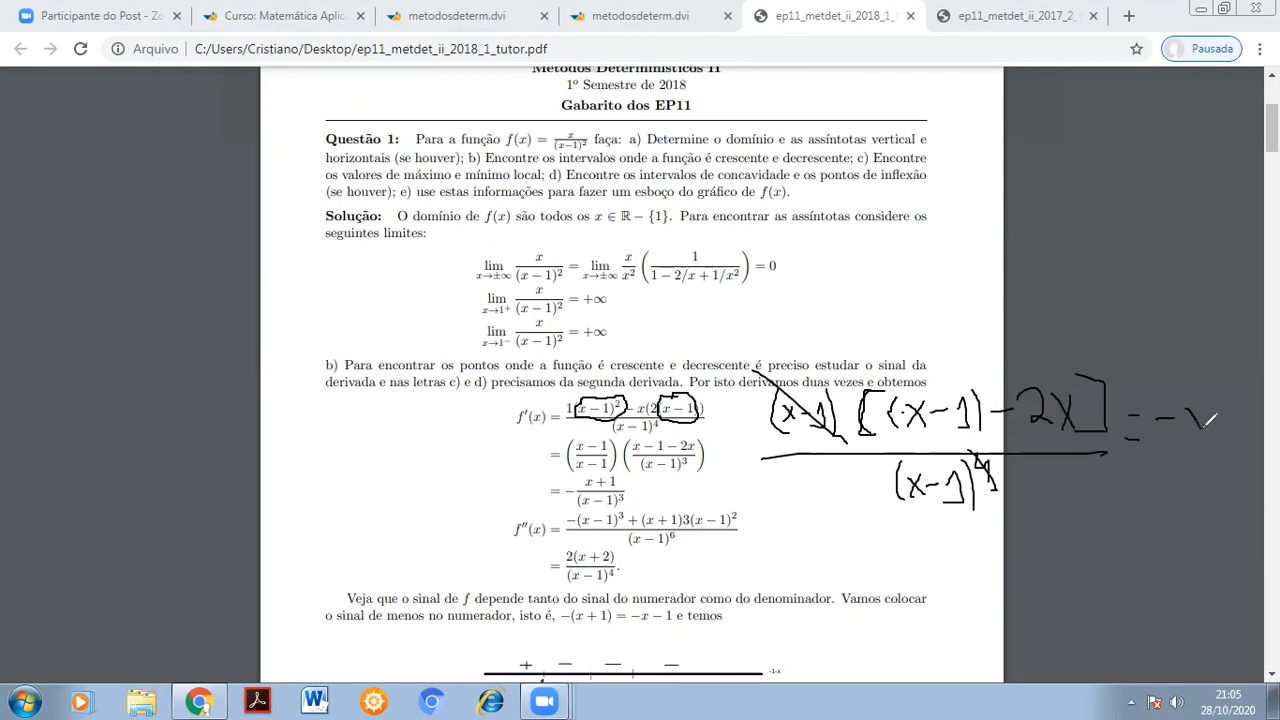 Participante do Post - Z
Curso: Matemática Aplic
metodosdeterm.dvi
metodosdeterm.dvi
ep11_metdet_ii_2018_1_
ep11_metdet_ii_2017_2_
Arquivo | C:/Users/Cristiano/Desktop/ep11_metdet_ii_2018_1_tutor.pdf
Pausada
Métodos Determinísticos II
1º Semestre de 2018
Gabarito dos EP11
Questão 1: Para a função f(x) = x/(x−1)² faça: a) Determine o domínio e as assíntotas vertical e
horizontais (se houver); b) Encontre os intervalos onde a função é crescente e decrescente; c) Encontre
os valores de máximo e mínimo local; d) Encontre os intervalos de concavidade e os pontos de inflexão
(se houver); e) use estas informações para fazer um esboço do gráfico de f(x).
Solução: O domínio de f(x) são todos os x ∈ ℝ − {1}. Para encontrar as assíntotas considere os
seguintes limites:
lim x→±∞ x/(x − 1)² = lim x→±∞ x/x² (1/(1 − 2/x + 1/x²)) = 0
lim x→1⁺ x/(x − 1)² = +∞
lim x→1⁻ x/(x − 1)² = +∞
b) Para encontrar os pontos onde a função é crescente e decrescente é preciso estudar o sinal da
derivada e nas letras c) e d) precisamos da segunda derivada. Por isto derivamos duas vezes e obtemos
f′(x) = (1(x − 1)² − x(2(x − 1)))/(x − 1)⁴
= ((x − 1)/(x − 1)) ((x − 1 − 2x)/(x − 1)³)
= −(x + 1)/(x − 1)³
f″(x) = (−(x − 1)³ + (x + 1)3(x − 1)²)/(x − 1)⁶
= 2(x + 2)/(x − 1)⁴.
(x−1) [(x−1)−2x] = −
(x−1)⁴
Veja que o sinal de f depende tanto do sinal do numerador como do denominador. Vamos colocar
o sinal de menos no numerador, isto é, −(x + 1) = −x − 1 e temos
+ − − −
-1-x
21:05
28/10/2020